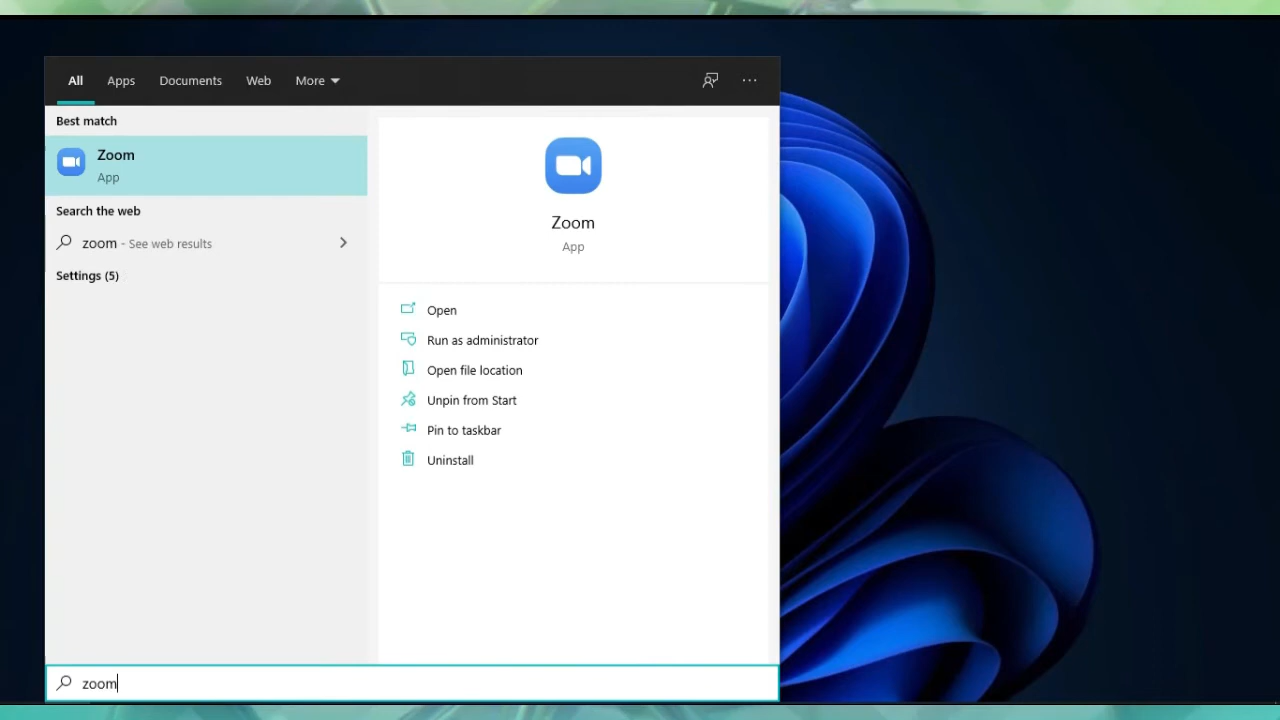 All Apps Documents Web More ...
Best match
Zoom
App
Search the web
zoom - See web results
Settings (5)
Zoom
App
Open
Run as administrator
Open file location
Unpin from Start
Pin to taskbar
Uninstall
zoom